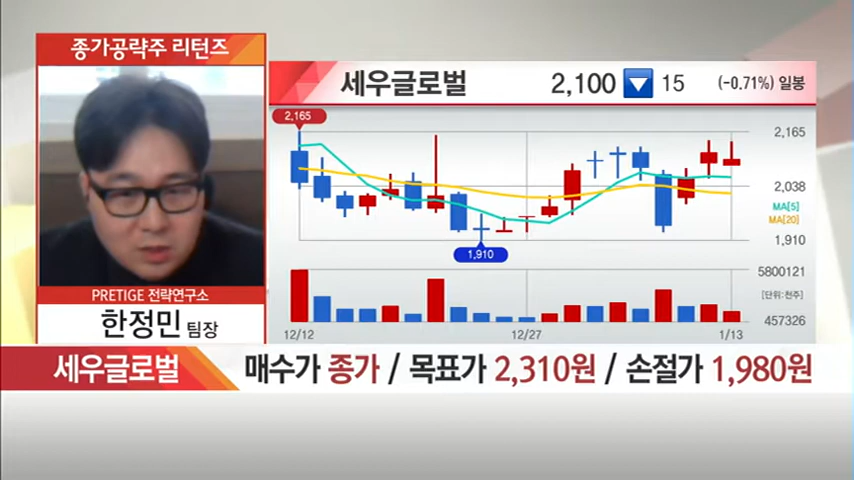 종가공략주 리턴즈
PRETIGE 전략연구소
한정민 팀장
세우글로벌 2,100 ▼ 15 (-0.71%) 일봉
2,165
2,165
2,038
MA[5]
MA[20]
1,910
1,910
5800121
[단위:천주]
457326
12/12 12/27 1/13
세우글로벌 매수가 종가 / 목표가 2,310원 / 손절가 1,980원